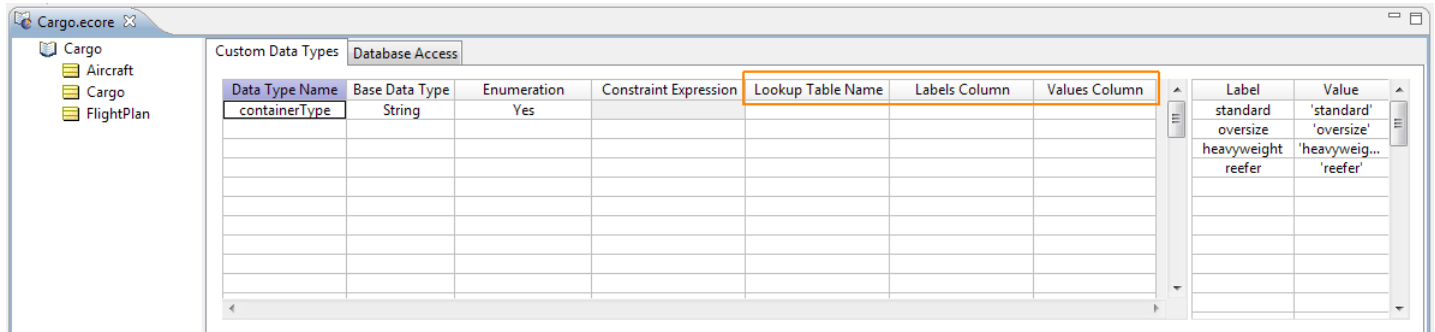 Cargo.ecore
Cargo
Aircraft
Cargo
FlightPlan
Custom Data Types Database Access
Data Type Name Base Data Type Enumeration Constraint Expression Lookup Table Name Labels Column Values Column
containerType String Yes
Label Value
standard 'standard'
oversize 'oversize'
heavyweight 'heavyweig...
reefer 'reefer'